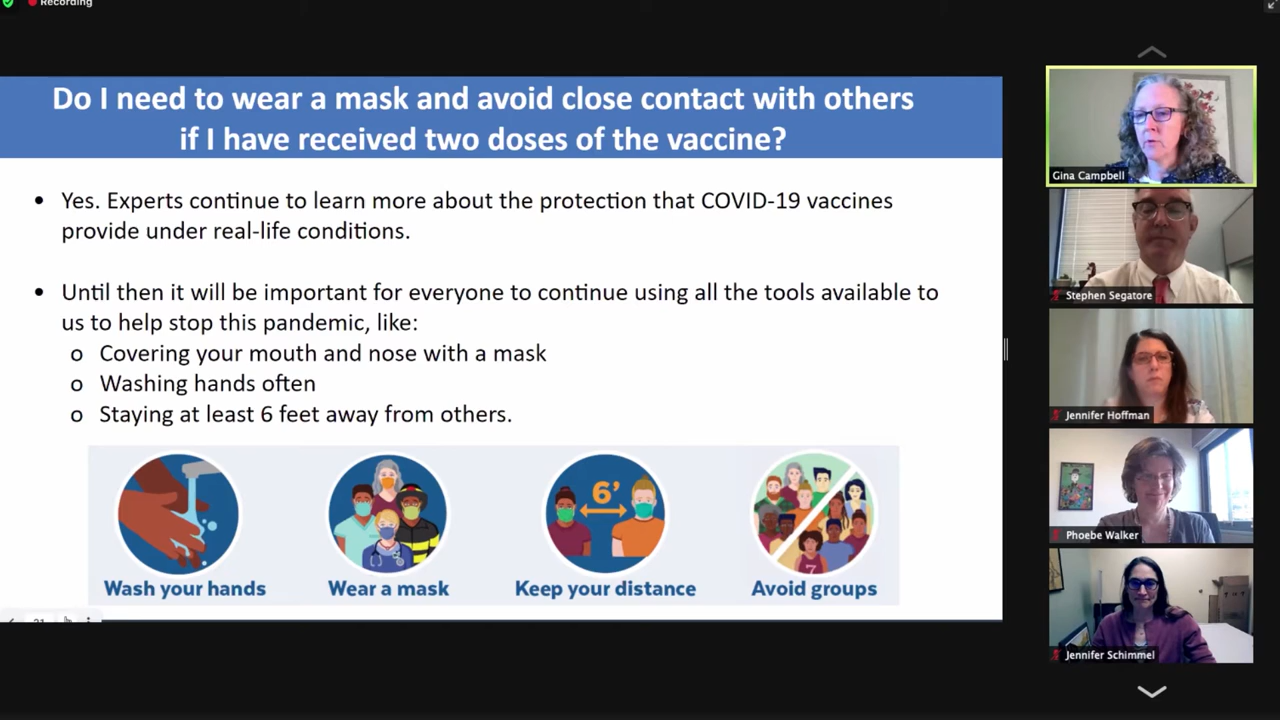 Recording
Do I need to wear a mask and avoid close contact with others
if I have received two doses of the vaccine?
• Yes. Experts continue to learn more about the protection that COVID-19 vaccines
provide under real-life conditions.
• Until then it will be important for everyone to continue using all the tools available to
us to help stop this pandemic, like:
o Covering your mouth and nose with a mask
o Washing hands often
o Staying at least 6 feet away from others.
6’
7
Wash your hands
Wear a mask
Keep your distance
Avoid groups
21
Gina Campbell
Stephen Segatore
Jennifer Hoffman
Phoebe Walker
Jennifer Schimmel